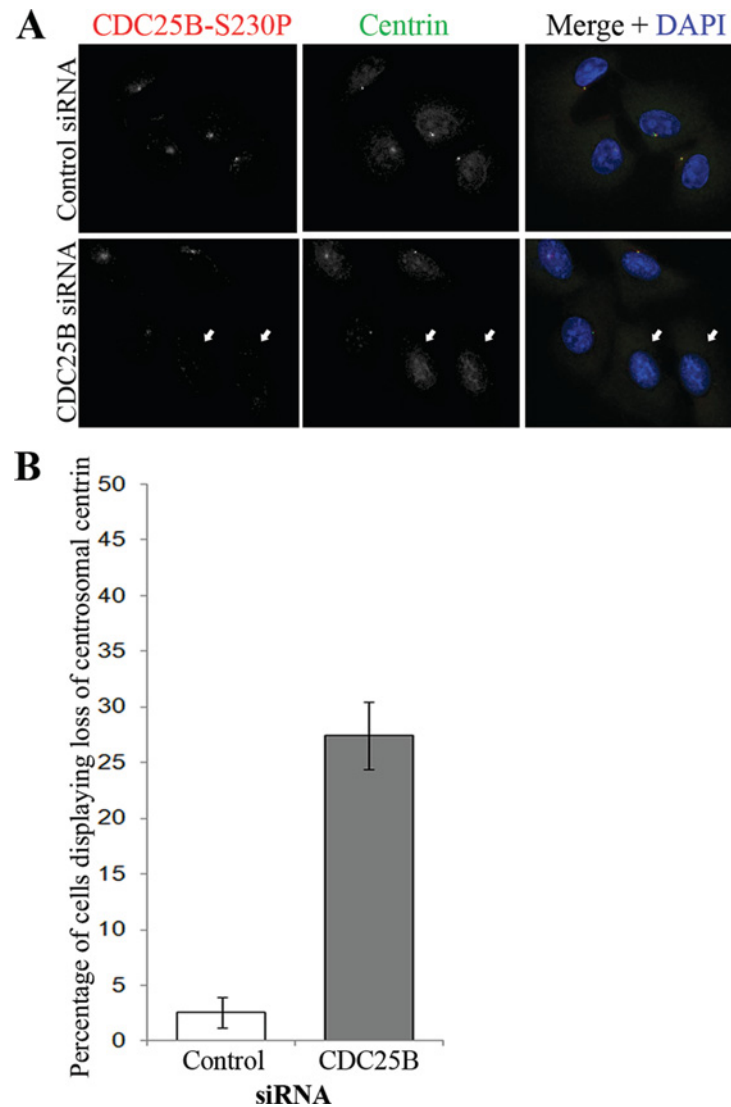 A
CDC25B-S230P
Centrin
Merge + DAPI
Control siRNA
CDC25B siRNA
B
Percentage of cells displaying loss of centrosomal centrin
50
45
40
35
30
25
20
15
10
5
0
Control
CDC25B
siRNA